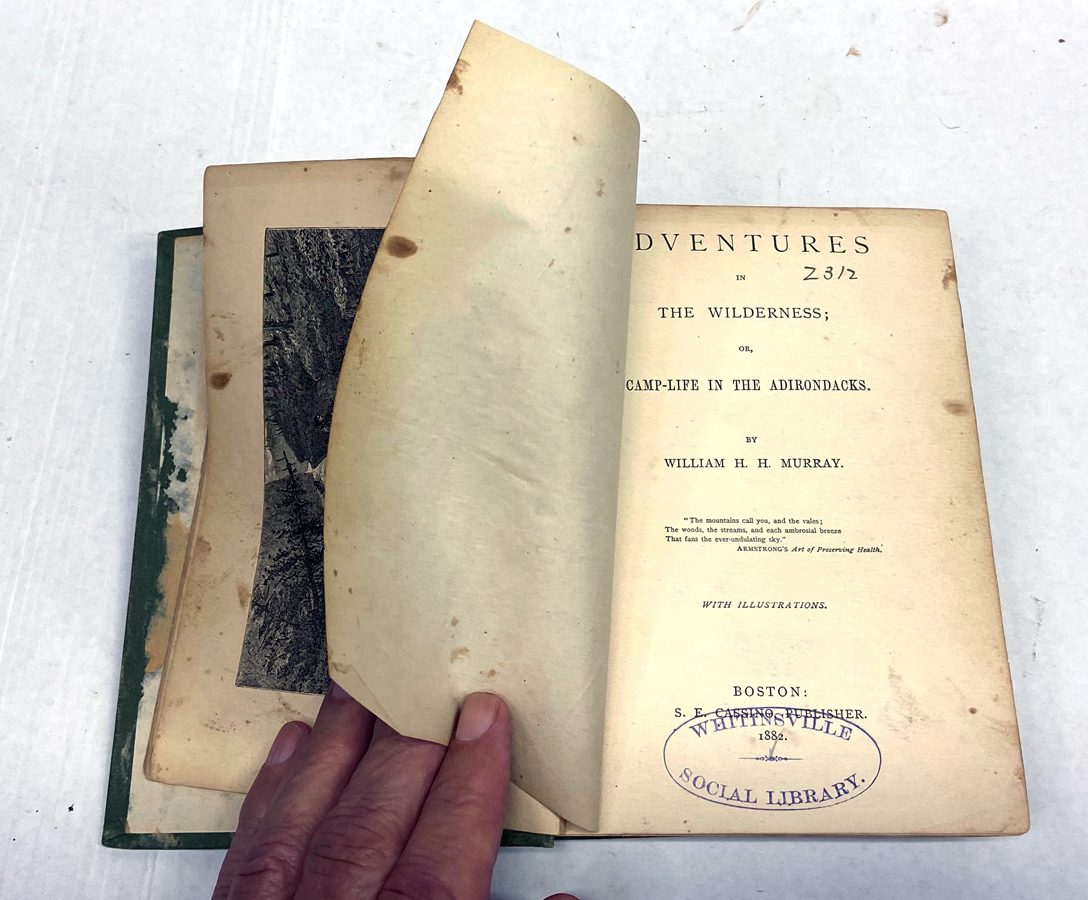 DVENTURES
IN
2312
THE WILDERNESS;
OR,
CAMP-LIFE IN THE ADIRONDACKS.
BY
WILLIAM H. H. MURRAY.
"The mountains call you, and the vales;
The woods, the streams, and each ambrosial breeze
That fans the ever-undulating sky."
ARMSTRONG'S Art of Preserving Health.
WITH ILLUSTRATIONS.
BOSTON:
S. E. CASSINO, PUBLISHER.
1882.
WHITINSVILLE
SOCIAL LIBRARY.